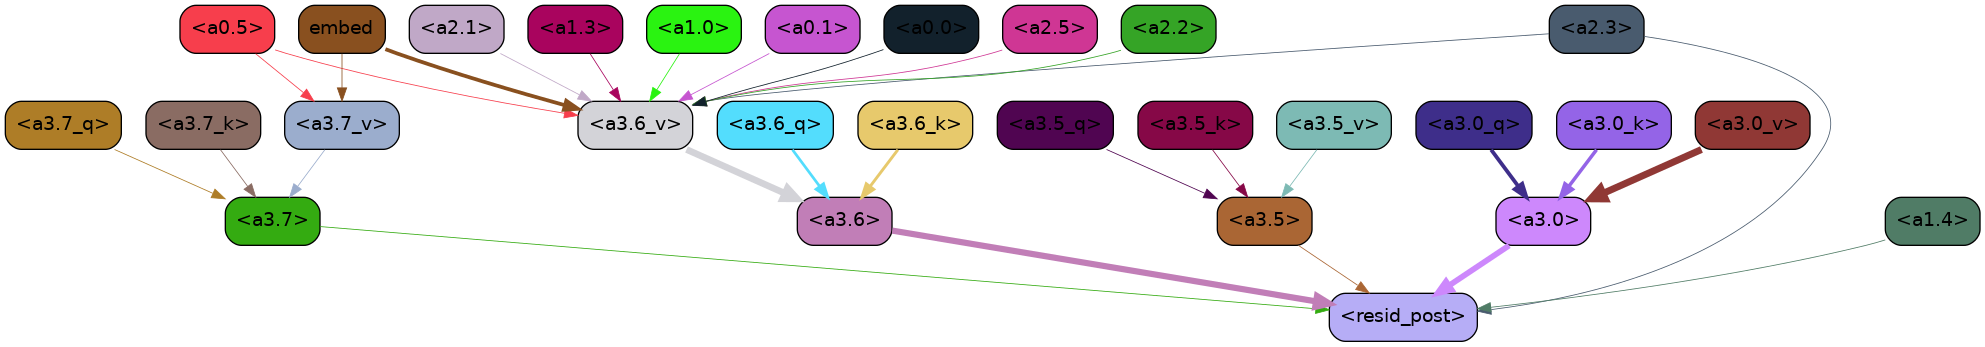 <a0.5> embed <a2.1> <a1.3> <a1.0> <a0.1> <a0.0> <a2.5> <a2.2> <a2.3>
<a3.7_q> <a3.7_k> <a3.7_v> <a3.6_v> <a3.6_q> <a3.6_k> <a3.5_q> <a3.5_k> <a3.5_v> <a3.0_q> <a3.0_k> <a3.0_v>
<a3.7> <a3.6> <a3.5> <a3.0> <a1.4>
<resid_post>